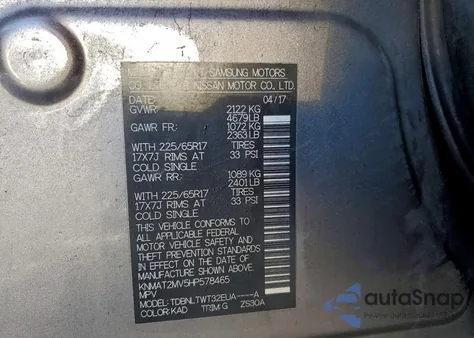 SAMSUNG MOTORS
NISSAN MOTOR CO., LTD.
DATE: 04/17
GVWR: 2122 KG
4679 LB
GAWR FR: 1072 KG
2363 LB
WITH 225/65R17 TIRES
17X7J RIMS AT 33 PSI
COLD SINGLE
GAWR RR: 1089 KG
2401 LB
WITH 225/65R17 TIRES
17X7J RIMS AT 33 PSI
COLD SINGLE
THIS VEHICLE CONFORMS TO
ALL APPLICABLE FEDERAL
MOTOR VEHICLE SAFETY AND
THEFT PREVENTION STANDARDS
IN EFFECT ON THE DATE OF
MANUFACTURE SHOWN ABOVE.
KNMAT2MV5HP578465
MPV
MODEL: TDBNLTWT32EUA----A
COLOR: KAD TRIM: G ZS30A
autoSnap